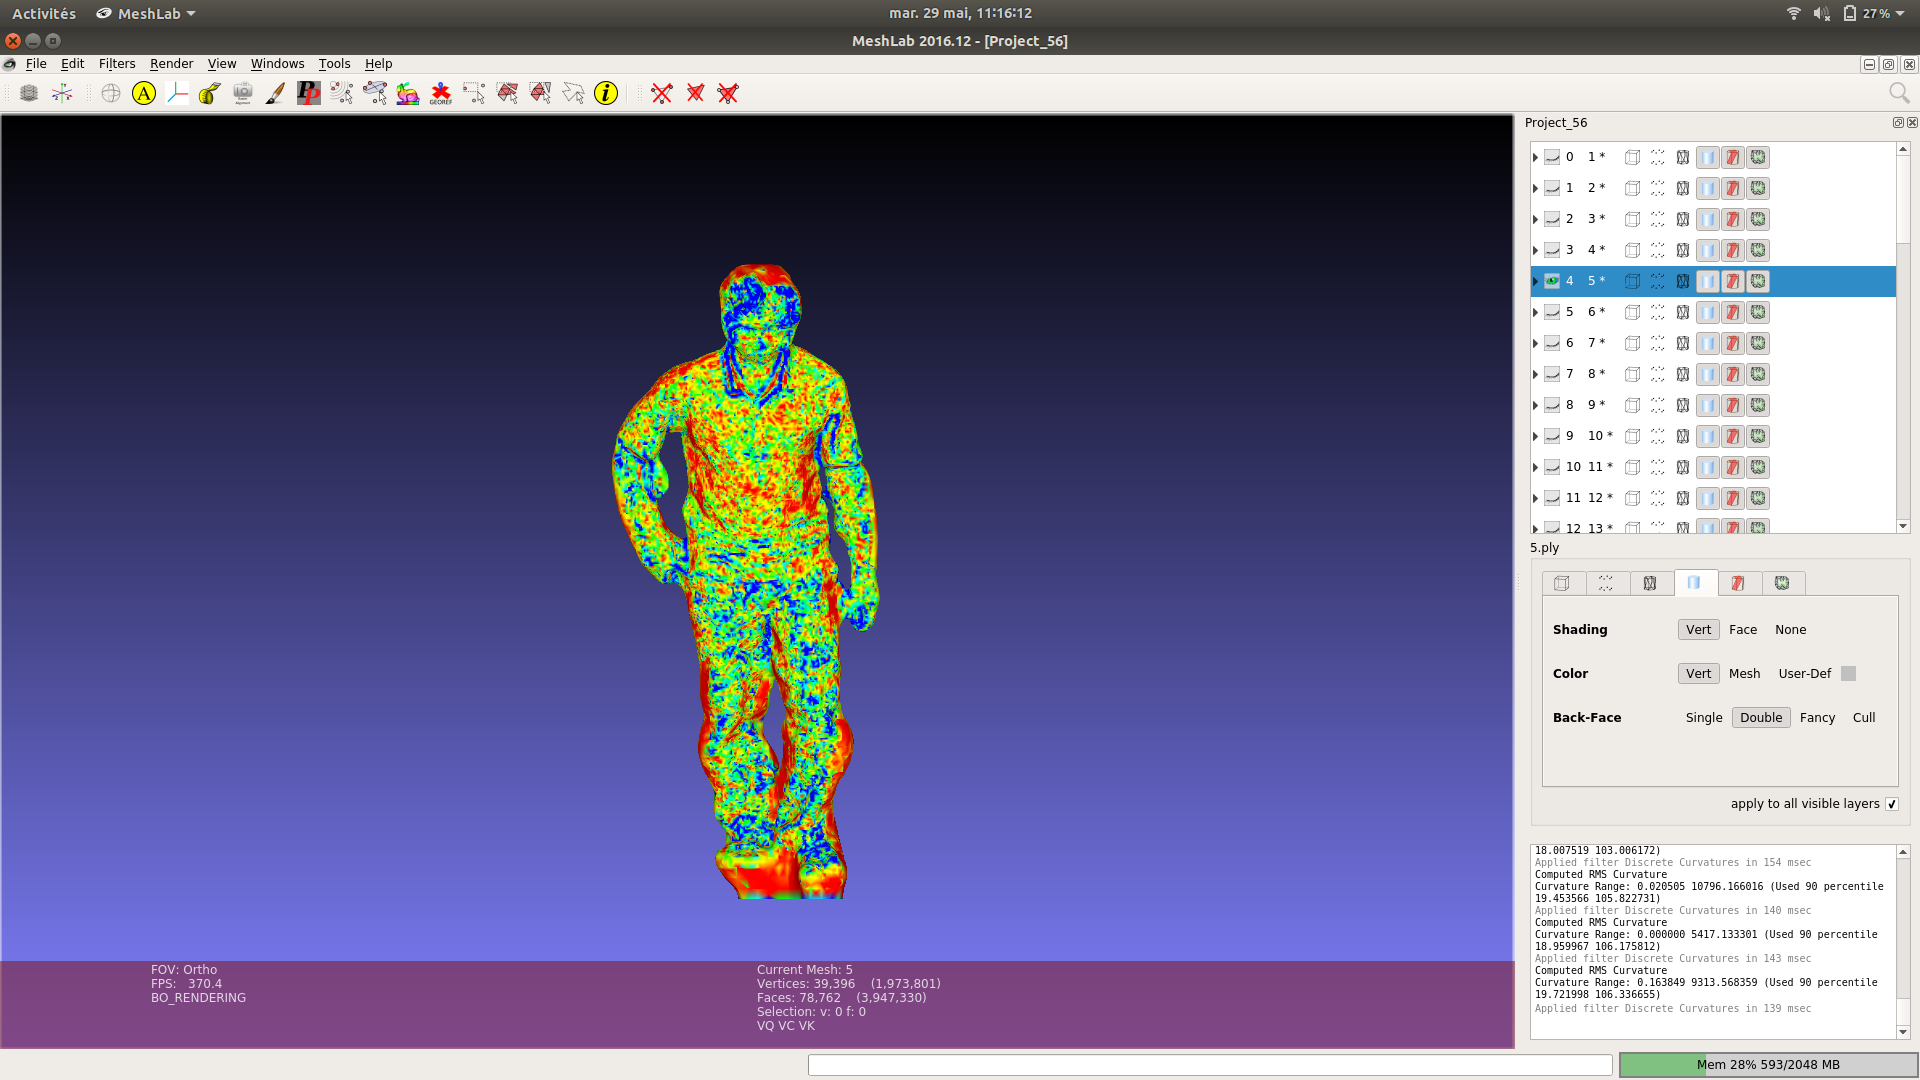 Activités MeshLab mar. 29 mai, 11:16:12 27 %
MeshLab 2016.12 - [Project_56]
File Edit Filters Render View Windows Tools Help
A PP GEOREF i
Project_56
0 1 *
1 2 *
2 3 *
3 4 *
4 5 *
5 6 *
6 7 *
7 8 *
8 9 *
9 10 *
10 11 *
11 12 *
12 13 *
5.ply
Shading Vert Face None
Color Vert Mesh User-Def
Back-Face Single Double Fancy Cull
apply to all visible layers
18.007519 103.006172)
Applied filter Discrete Curvatures in 154 msec
Computed RMS Curvature
Curvature Range: 0.020505 10796.166016 (Used 90 percentile
19.453566 105.822731)
Applied filter Discrete Curvatures in 140 msec
Computed RMS Curvature
Curvature Range: 0.000000 5417.133301 (Used 90 percentile
18.959967 106.175812)
Applied filter Discrete Curvatures in 143 msec
Computed RMS Curvature
Curvature Range: 0.163849 9313.568359 (Used 90 percentile
19.721998 106.336655)
Applied filter Discrete Curvatures in 139 msec
FOV: Ortho
FPS: 370.4
BO_RENDERING
Current Mesh: 5
Vertices: 39,396 (1,973,801)
Faces: 78,762 (3,947,330)
Selection: v: 0 f: 0
VQ VC VK
Mem 28% 593/2048 MB